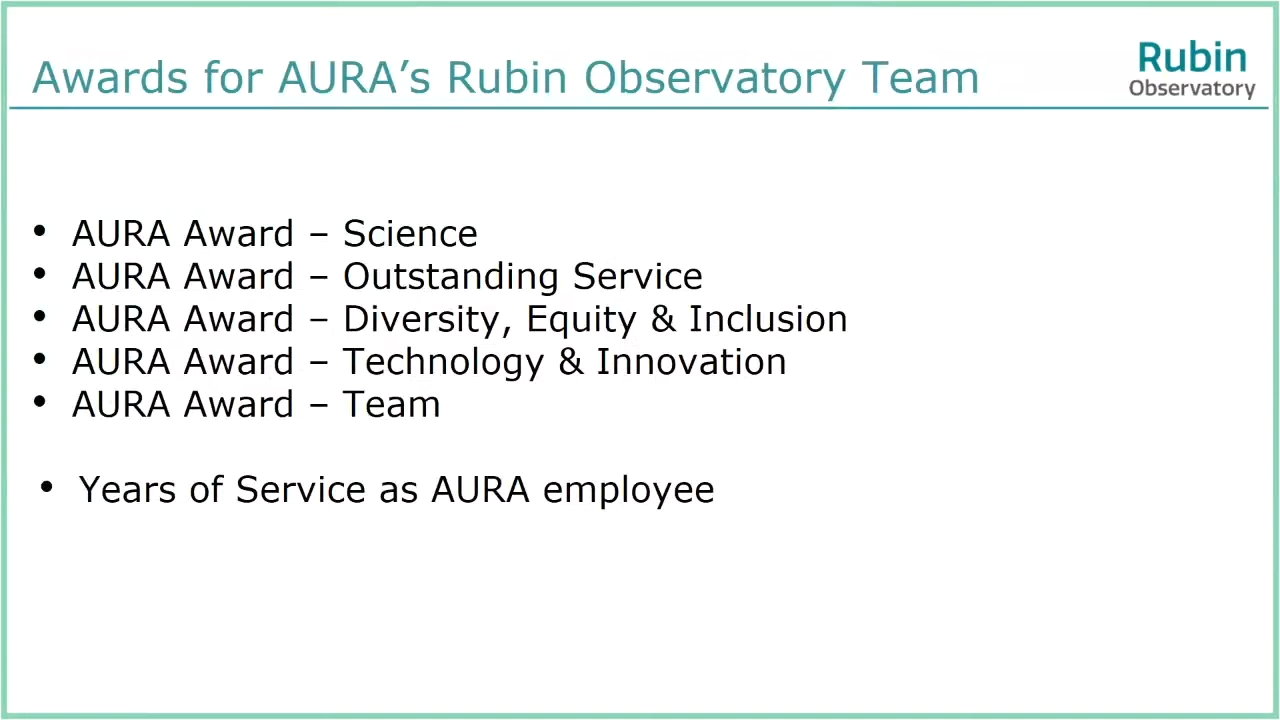 Awards for AURA’s Rubin Observatory Team
Rubin
Observatory
• AURA Award – Science
• AURA Award – Outstanding Service
• AURA Award – Diversity, Equity & Inclusion
• AURA Award – Technology & Innovation
• AURA Award – Team
• Years of Service as AURA employee